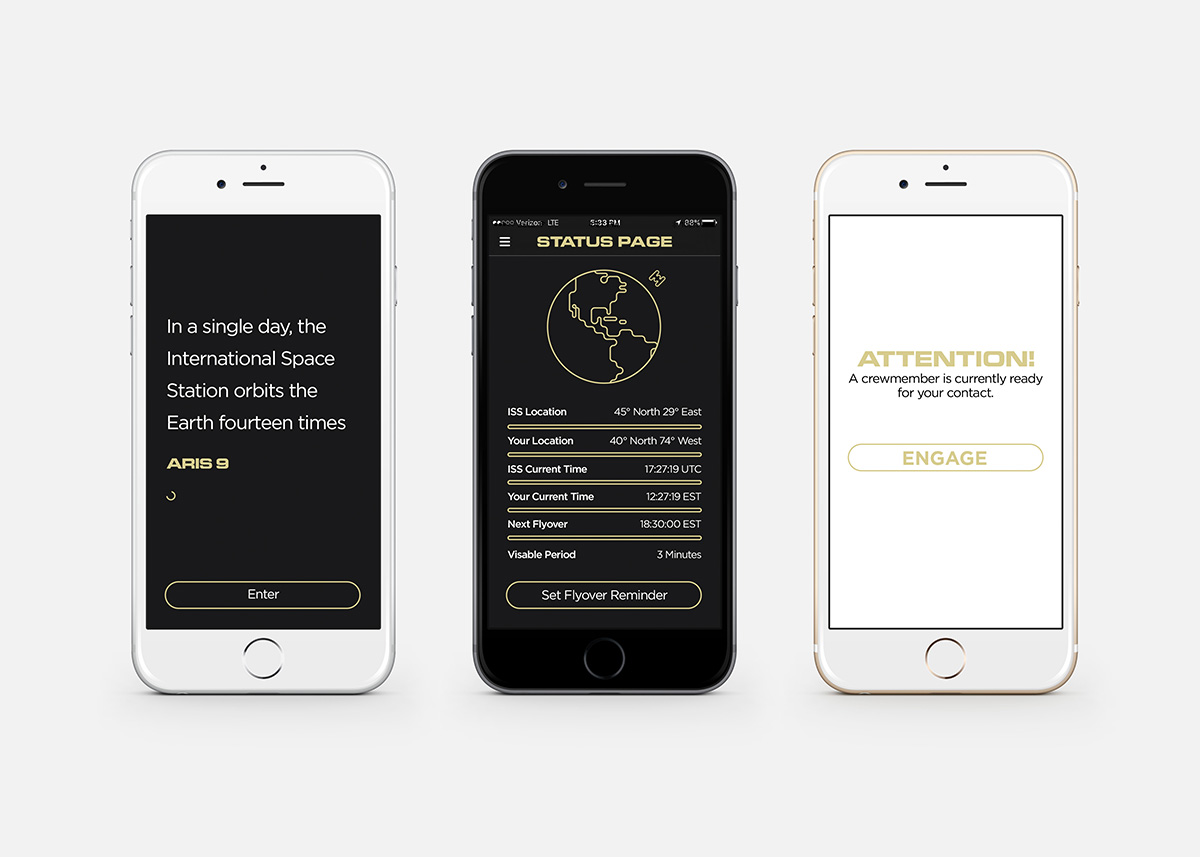 In a single day, the
International Space
Station orbits the
Earth fourteen times
ARIS 9
Enter
Verizon LTE 5:33 PM 88%
STATUS PAGE
ISS Location 45° North 29° East
Your Location 40° North 74° West
ISS Current Time 17:27:19 UTC
Your Current Time 12:27:19 EST
Next Flyover 18:30:00 EST
Visable Period 3 Minutes
Set Flyover Reminder
ATTENTION!
A crewmember is currently ready
for your contact.
ENGAGE